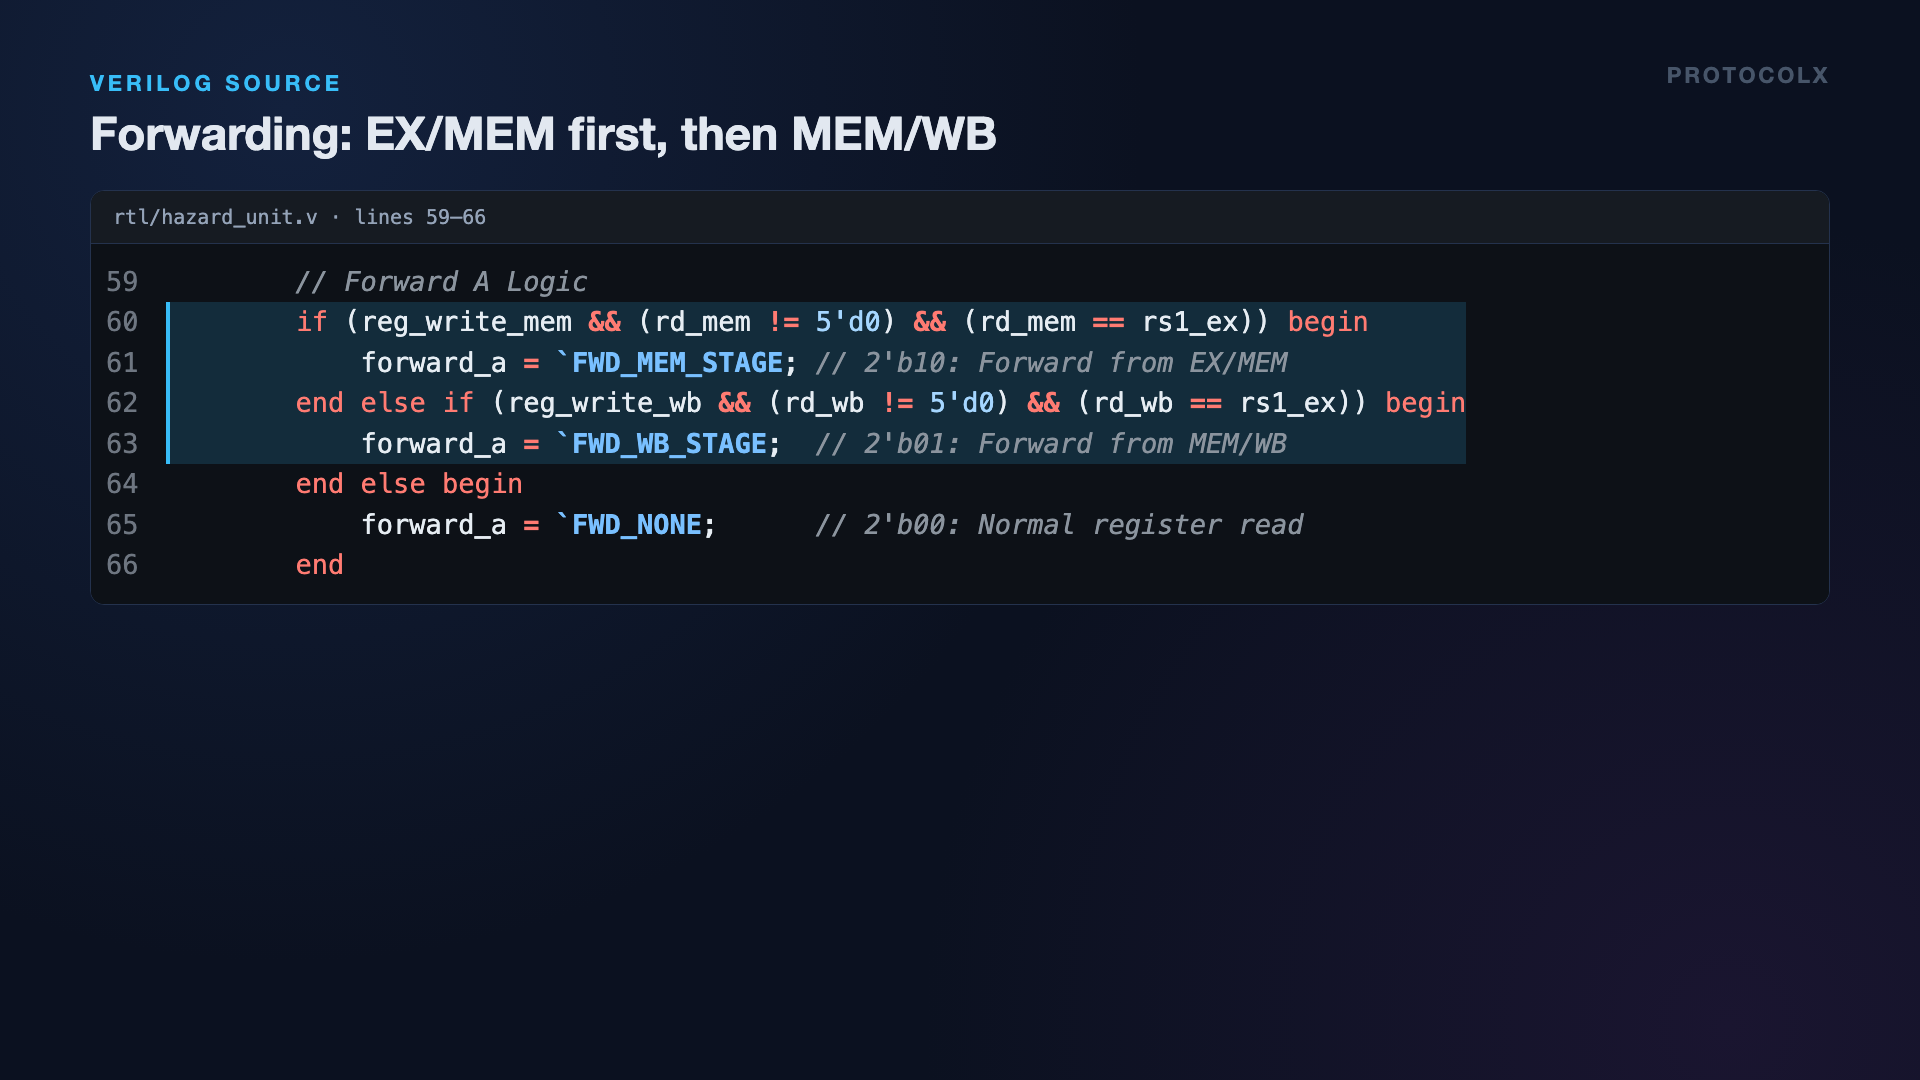 VERILOG SOURCE
PROTOCOLX
Forwarding: EX/MEM first, then MEM/WB
rtl/hazard_unit.v · lines 59–66
59        // Forward A Logic
60        if (reg_write_mem && (rd_mem != 5'd0) && (rd_mem == rs1_ex)) begin
61            forward_a = `FWD_MEM_STAGE; // 2'b10: Forward from EX/MEM
62        end else if (reg_write_wb && (rd_wb != 5'd0) && (rd_wb == rs1_ex)) begin
63            forward_a = `FWD_WB_STAGE;  // 2'b01: Forward from MEM/WB
64        end else begin
65            forward_a = `FWD_NONE;      // 2'b00: Normal register read
66        end